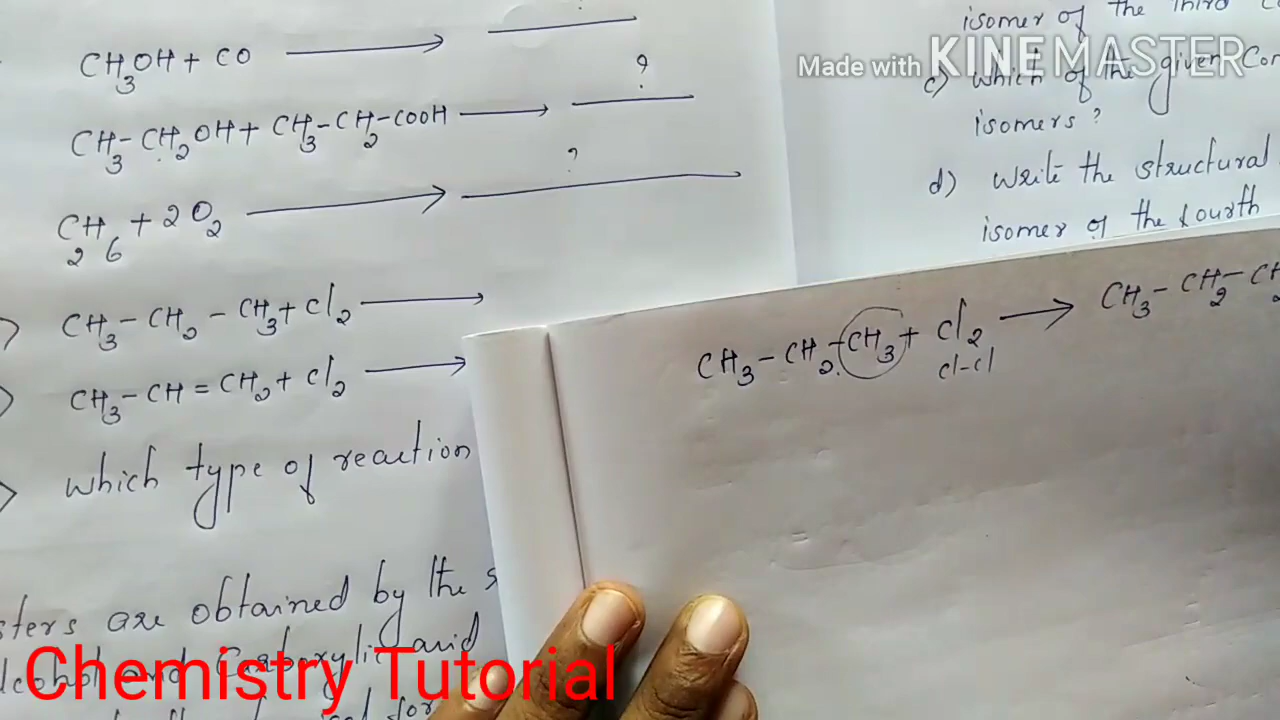 CH₃OH + CO ⟶ ?
CH₃-CH₂OH + CH₃-CH₂-COOH ⟶ ?
C₂H₆ + 2O₂ ⟶ ?
CH₃-CH₂-CH₃ + Cl₂ ⟶
CH₃-CH=CH₂ + Cl₂ ⟶
which type of reaction
are obtained by the
and
isomer of the third
c) which of the given
isomers?
d) write the structural
isomer of the fourth
CH₃-CH₂-CH₃ + Cl₂ ⟶ CH₃-CH₂-
Cl-Cl
Made with KINEMASTER
Chemistry Tutorial